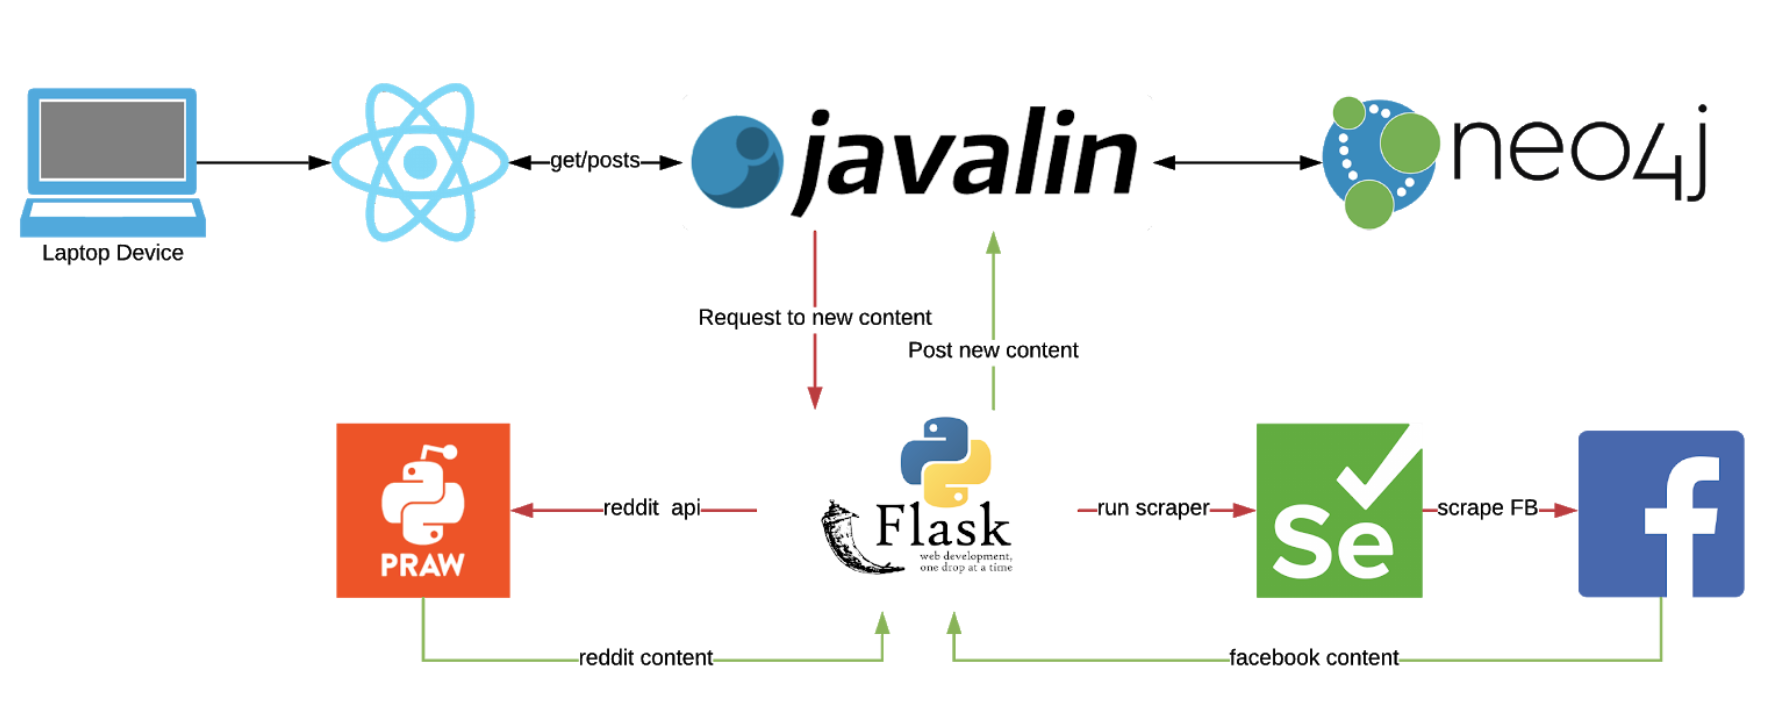 Laptop Device
get/posts
javalin
neo4j
Request to new content
Post new content
PRAW
reddit  api
Flask
web development,
one drop at a time
run scraper
Se
scrape FB
f
reddit content
facebook content